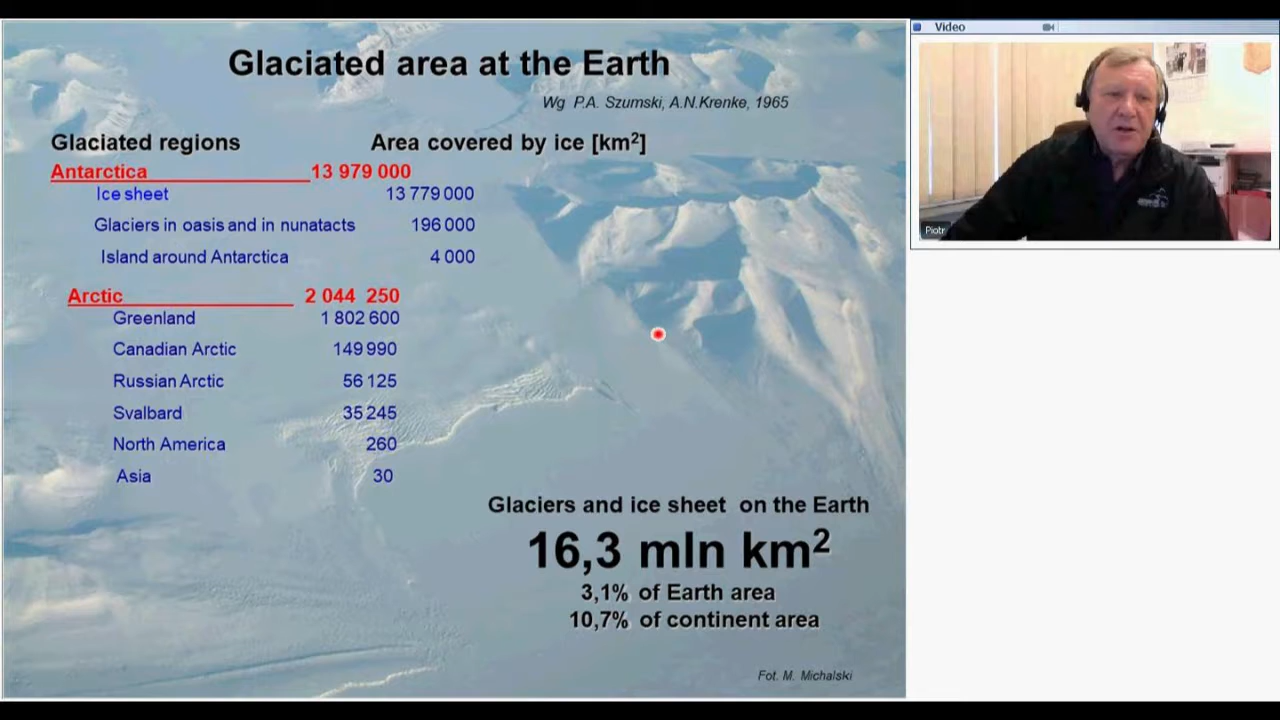 Glaciated area at the Earth
Wg P.A. Szumski, A.N.Krenke, 1965
Glaciated regions Area covered by ice [km²]
Antarctica 13 979 000
Ice sheet 13 779 000
Glaciers in oasis and in nunatacts 196 000
Island around Antarctica 4 000
Arctic 2 044 250
Greenland 1 802 600
Canadian Arctic 149 990
Russian Arctic 56 125
Svalbard 35 245
North America 260
Asia 30
Glaciers and ice sheet on the Earth
16,3 mln km²
3,1% of Earth area
10,7% of continent area
Fot. M. Michalski
Video
Piotr